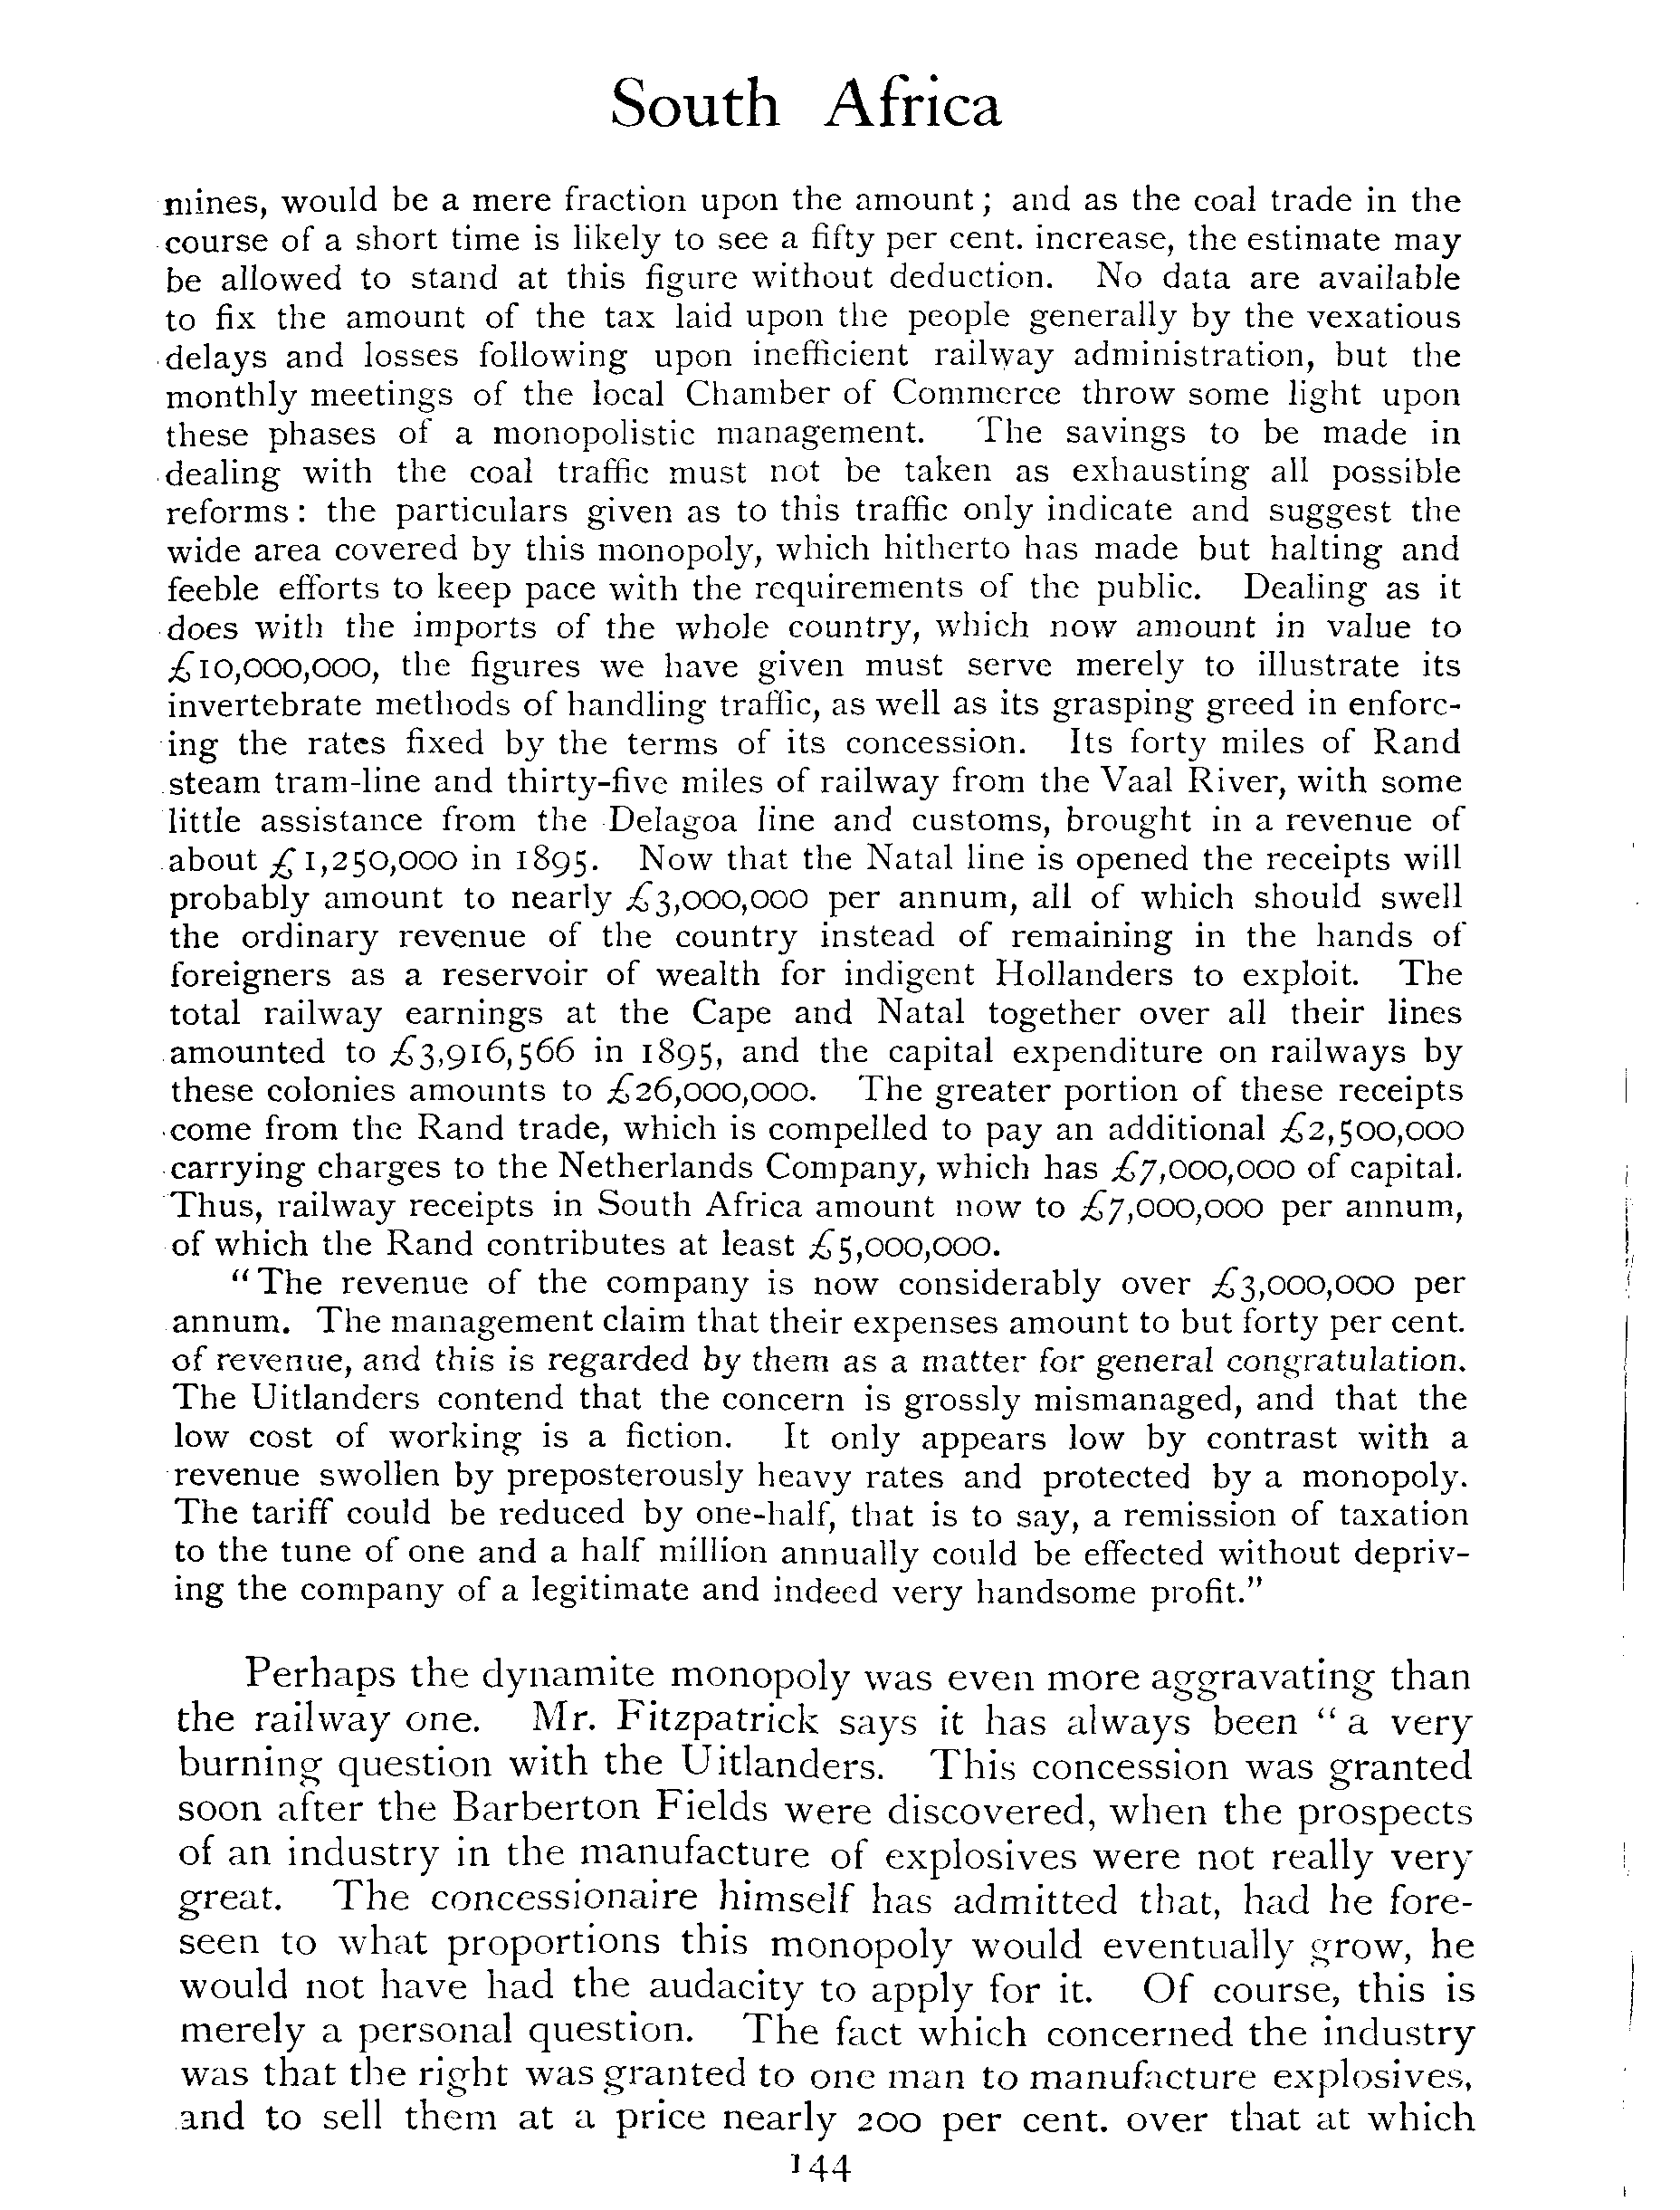 South Africa
mines, would be a mere fraction upon the amount; and as the coal trade in the
course of a short time is likely to see a fifty per cent. increase, the estimate may
be allowed to stand at this figure without deduction. No data are available
to fix the amount of the tax laid upon the people generally by the vexatious
delays and losses following upon inefficient railway administration, but the
monthly meetings of the local Chamber of Commerce throw some light upon
these phases of a monopolistic management. The savings to be made in
dealing with the coal traffic must not be taken as exhausting all possible
reforms: the particulars given as to this traffic only indicate and suggest the
wide area covered by this monopoly, which hitherto has made but halting and
feeble efforts to keep pace with the requirements of the public. Dealing as it
does with the imports of the whole country, which now amount in value to
£10,000,000, the figures we have given must serve merely to illustrate its
invertebrate methods of handling traffic, as well as its grasping greed in enforc-
ing the rates fixed by the terms of its concession. Its forty miles of Rand
steam tram-line and thirty-five miles of railway from the Vaal River, with some
little assistance from the Delagoa line and customs, brought in a revenue of
about £1,250,000 in 1895. Now that the Natal line is opened the receipts will
probably amount to nearly £3,000,000 per annum, all of which should swell
the ordinary revenue of the country instead of remaining in the hands of
foreigners as a reservoir of wealth for indigent Hollanders to exploit. The
total railway earnings at the Cape and Natal together over all their lines
amounted to £3,916,566 in 1895, and the capital expenditure on railways by
these colonies amounts to £26,000,000. The greater portion of these receipts
come from the Rand trade, which is compelled to pay an additional £2,500,000
carrying charges to the Netherlands Company, which has £7,000,000 of capital.
Thus, railway receipts in South Africa amount now to £7,000,000 per annum,
of which the Rand contributes at least £5,000,000.
"The revenue of the company is now considerably over £3,000,000 per
annum. The management claim that their expenses amount to but forty per cent.
of revenue, and this is regarded by them as a matter for general congratulation.
The Uitlanders contend that the concern is grossly mismanaged, and that the
low cost of working is a fiction. It only appears low by contrast with a
revenue swollen by preposterously heavy rates and protected by a monopoly.
The tariff could be reduced by one-half, that is to say, a remission of taxation
to the tune of one and a half million annually could be effected without depriv-
ing the company of a legitimate and indeed very handsome profit."
Perhaps the dynamite monopoly was even more aggravating than
the railway one. Mr. Fitzpatrick says it has always been "a very
burning question with the Uitlanders. This concession was granted
soon after the Barberton Fields were discovered, when the prospects
of an industry in the manufacture of explosives were not really very
great. The concessionaire himself has admitted that, had he fore-
seen to what proportions this monopoly would eventually grow, he
would not have had the audacity to apply for it. Of course, this is
merely a personal question. The fact which concerned the industry
was that the right was granted to one man to manufacture explosives,
and to sell them at a price nearly 200 per cent. over that at which
144